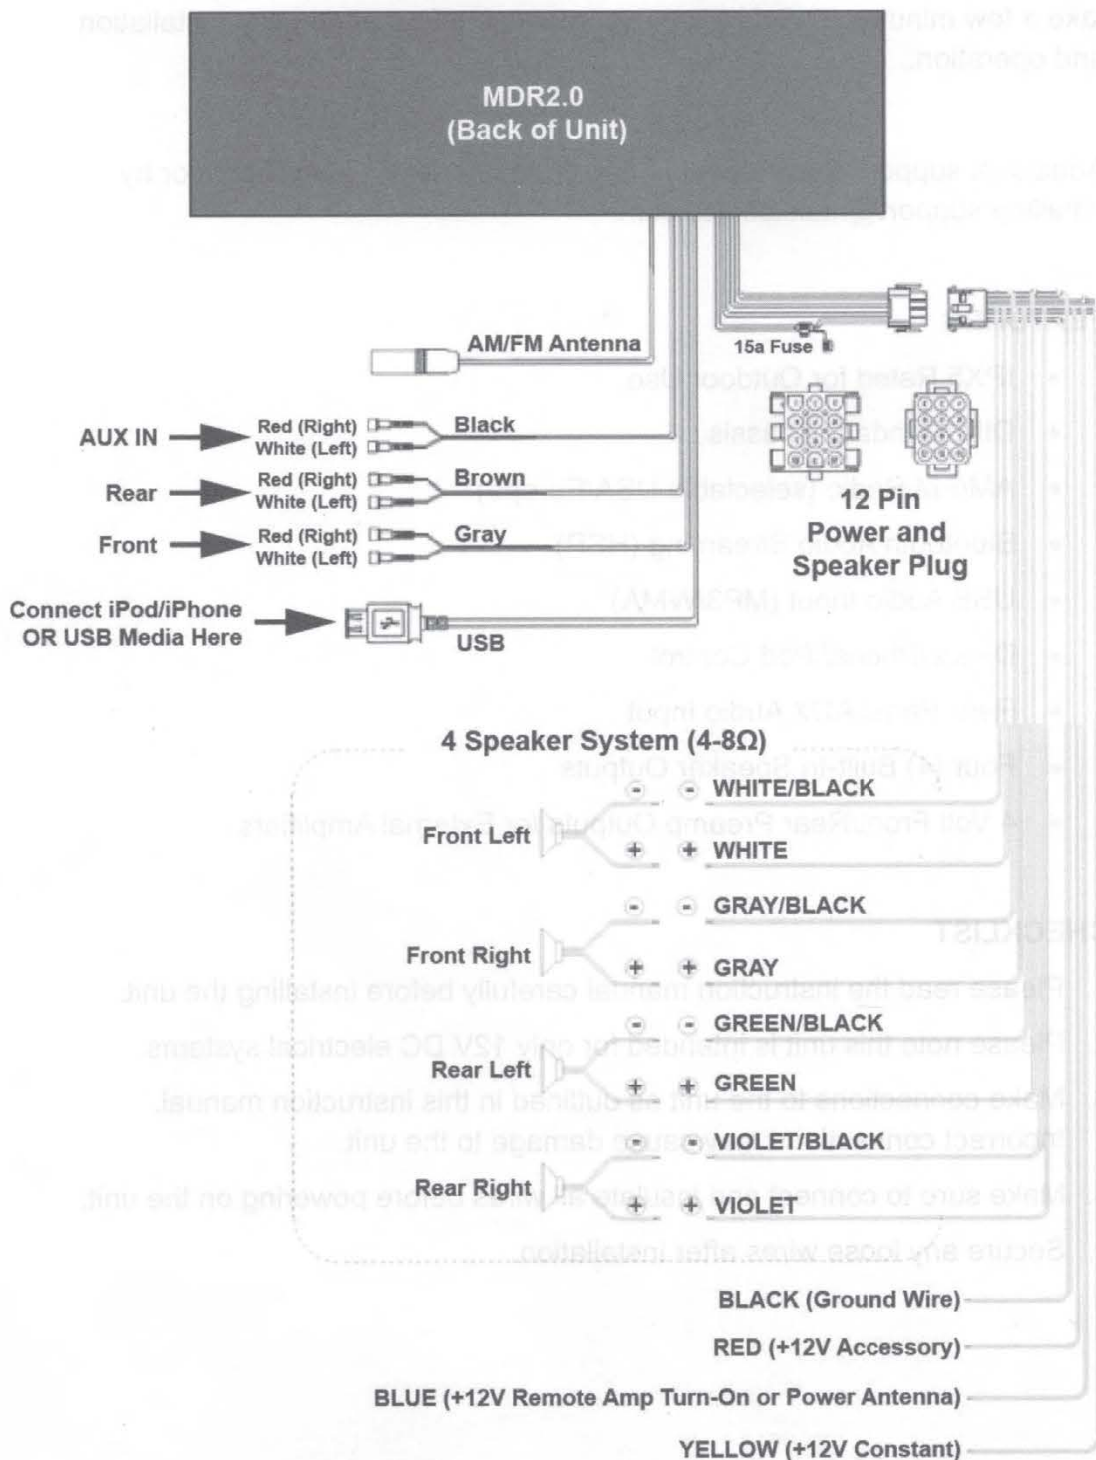 MDR2.0
(Back of Unit)
AM/FM Antenna
15a Fuse
AUX IN
Red (Right)
White (Left)
Black
Rear
Red (Right)
White (Left)
Brown
Front
Red (Right)
White (Left)
Gray
12 Pin
Power and
Speaker Plug
Connect iPod/iPhone
OR USB Media Here
USB
4 Speaker System (4-8Ω)
Front Left
- - WHITE/BLACK
+ + WHITE
Front Right
- - GRAY/BLACK
+ + GRAY
Rear Left
- - GREEN/BLACK
+ + GREEN
Rear Right
- - VIOLET/BLACK
+ + VIOLET
BLACK (Ground Wire)
RED (+12V Accessory)
BLUE (+12V Remote Amp Turn-On or Power Antenna)
YELLOW (+12V Constant)